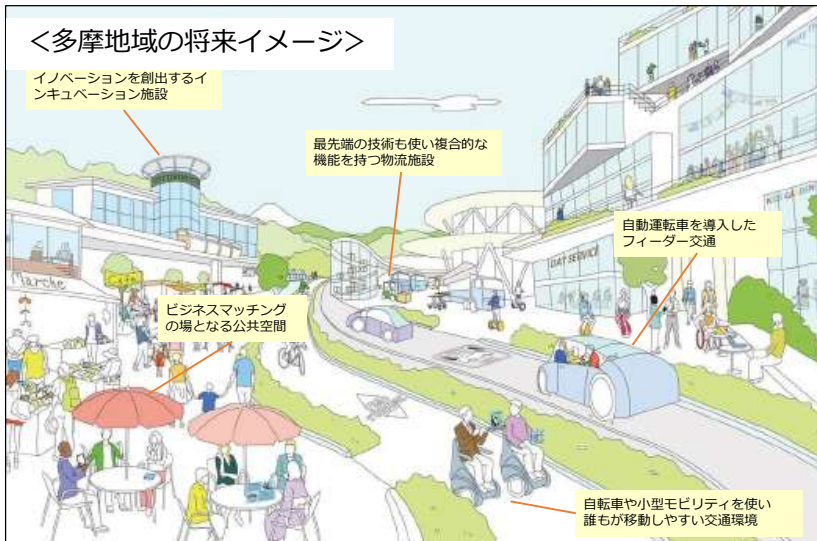 ＜多摩地域の将来イメージ＞
イノベーションを創出するイ
ンキュベーション施設
最先端の技術も使い複合的な
機能を持つ物流施設
自動運転車を導入した
フィーダー交通
DAY SERVICE
Marche
ビジネスマッチング
の場となる公共空間
自転車や小型モビリティを使い
誰もが移動しやすい交通環境